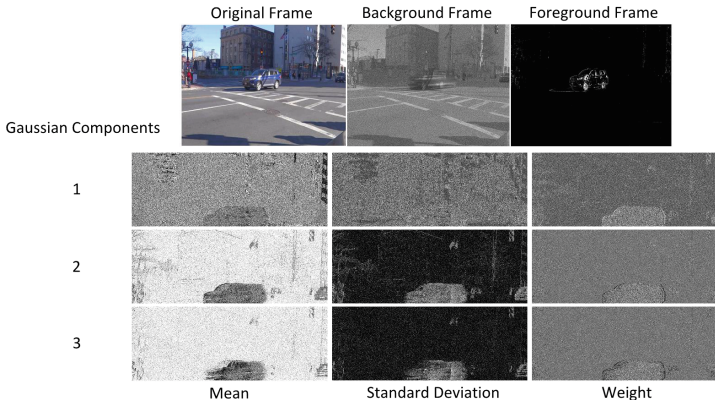 Original Frame Background Frame Foreground Frame
Gaussian Components
1
2
3
Mean Standard Deviation Weight